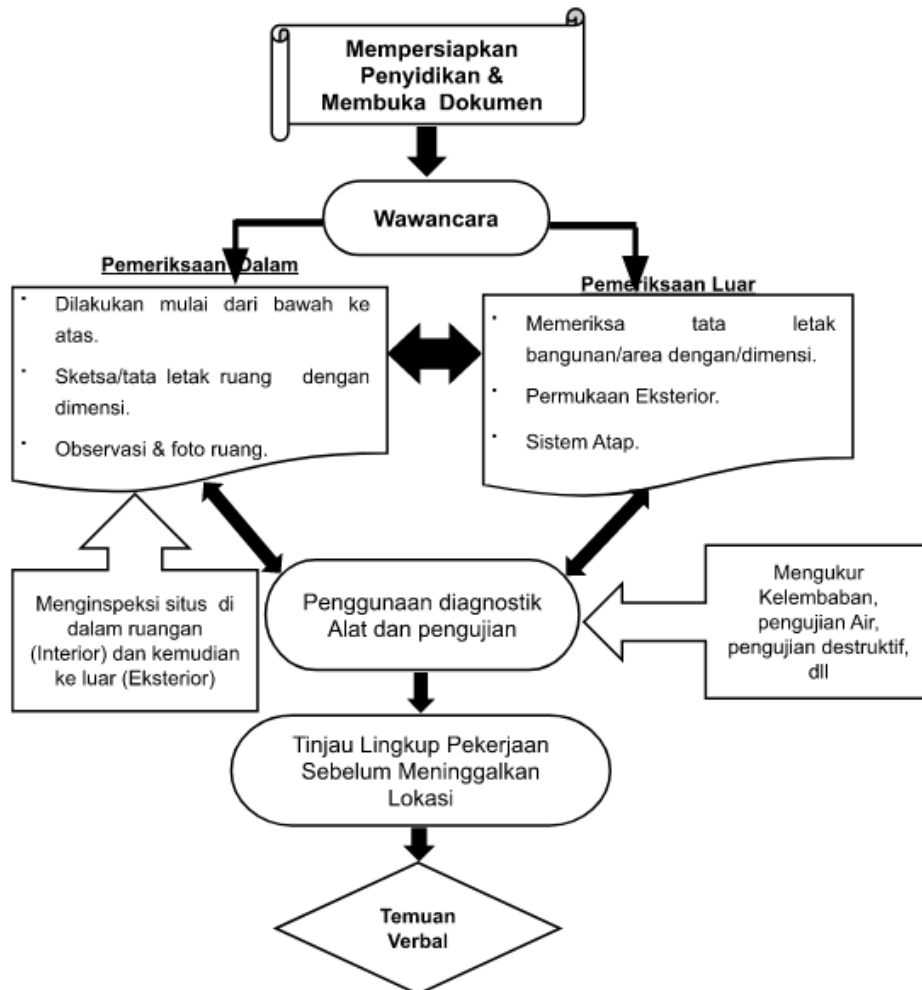 Mempersiapkan
Penyidikan &
Membuka Dokumen
Wawancara
Pemeriksaan Dalam
Dilakukan mulai dari bawah ke
atas.
Sketsa/tata letak ruang dengan
dimensi.
Observasi & foto ruang.
Pemeriksaan Luar
Memeriksa tata letak
bangunan/area dengan/dimensi.
Permukaan Eksterior.
Sistem Atap.
Menginspeksi situs di
dalam ruangan
(Interior) dan kemudian
ke luar (Eksterior)
Penggunaan diagnostik
Alat dan pengujian
Mengukur
Kelembaban,
pengujian Air,
pengujian destruktif,
dll
Tinjau Lingkup Pekerjaan
Sebelum Meninggalkan
Lokasi
Temuan
Verbal